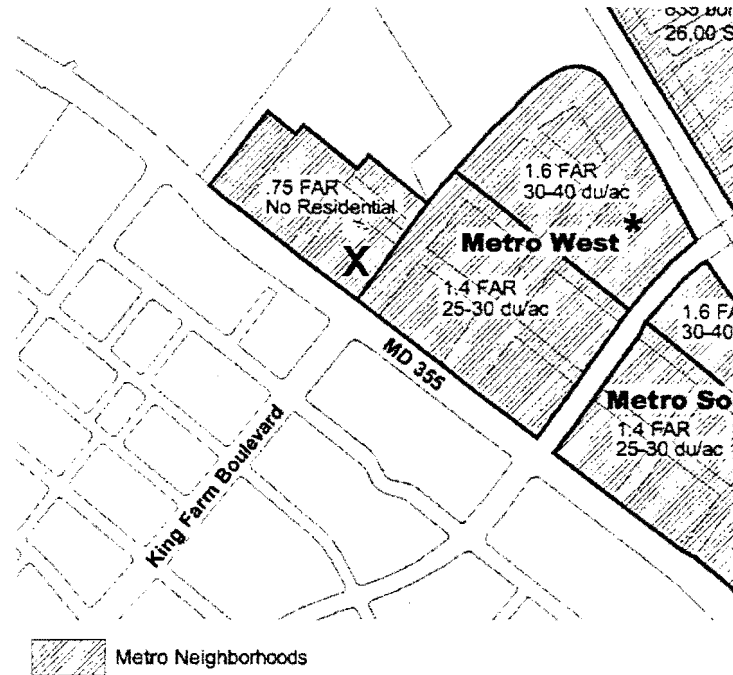 26,00 S
1.6 FAR
30-40 du/ac
.75 FAR
No Residential
Metro West *
X
1.4 FAR
25-30 du/ac
1.6 FA
30-40
MD 355
Metro So
1.4 FAR
25-30 du/ac
King Farm Boulevard
Metro Neighborhoods